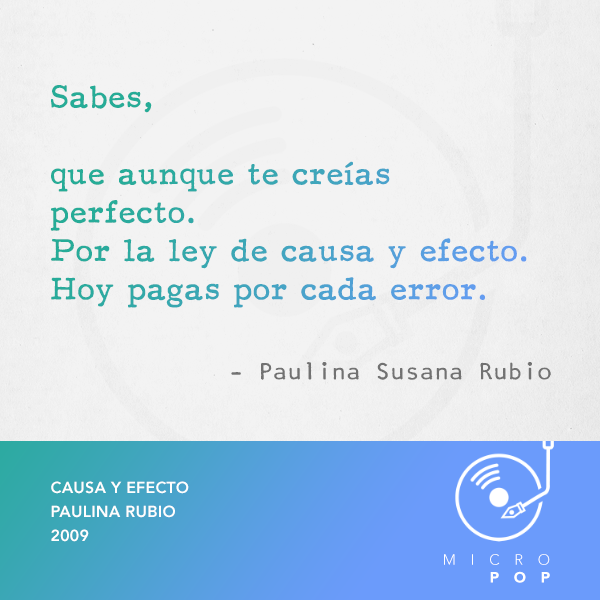 Sabes,
que aunque te creías
perfecto.
Por la ley de causa y efecto.
Hoy pagas por cada error.
- Paulina Susana Rubio
CAUSA Y EFECTO
PAULINA RUBIO
2009
MICRO
POP